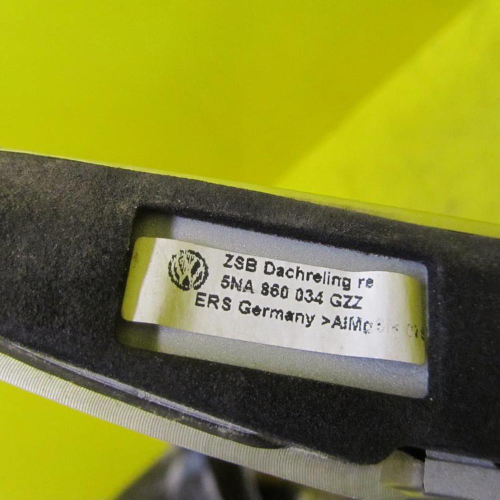 ZSB Dachreling re
5NA 860 034 GZZ
ERS Germany >AlMg